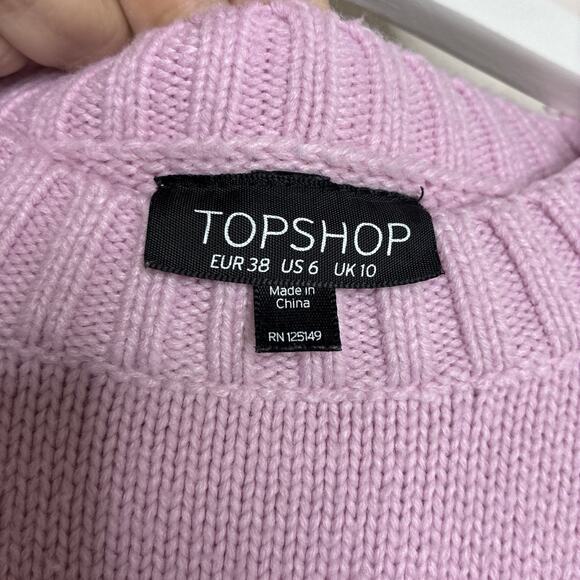 TOPSHOP
EUR 38 US 6 UK 10
Made in
China
RN 125149